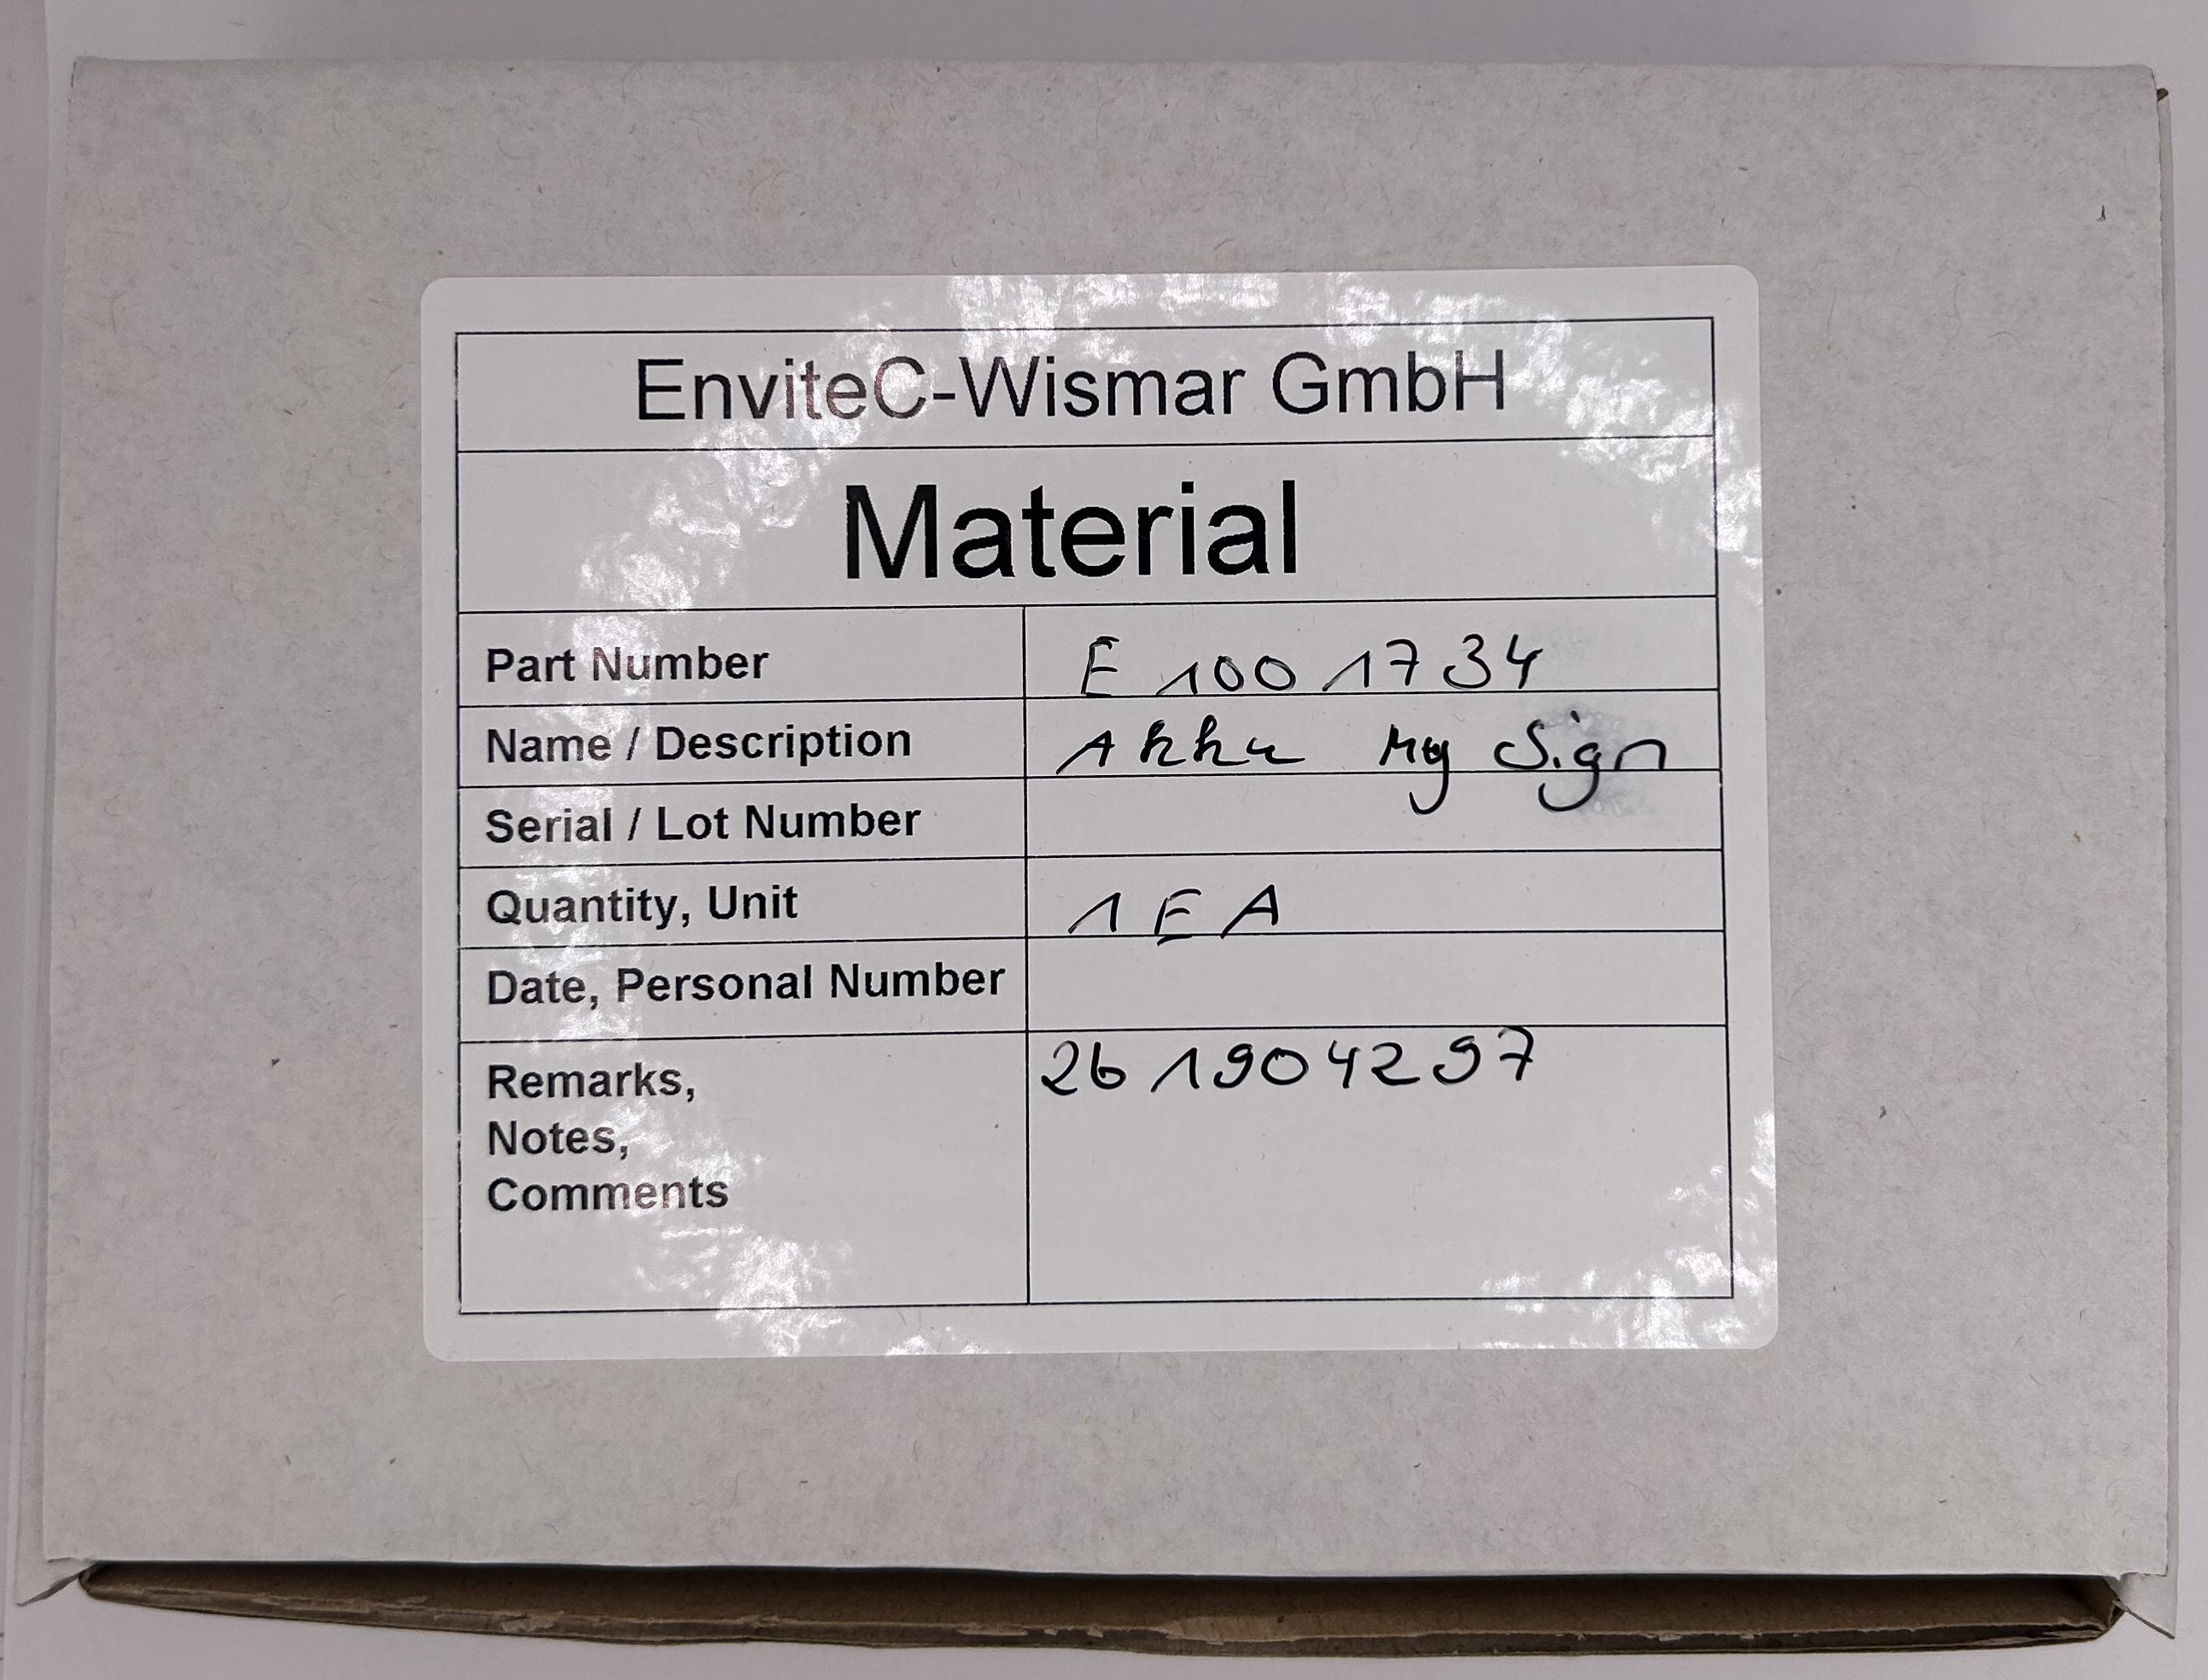 EnviteC-Wismar GmbH
Material
Part Number E 1001734
Name / Description Akku My Sign
Serial / Lot Number
Quantity, Unit 1 EA
Date, Personal Number
Remarks, 261904297
Notes,
Comments